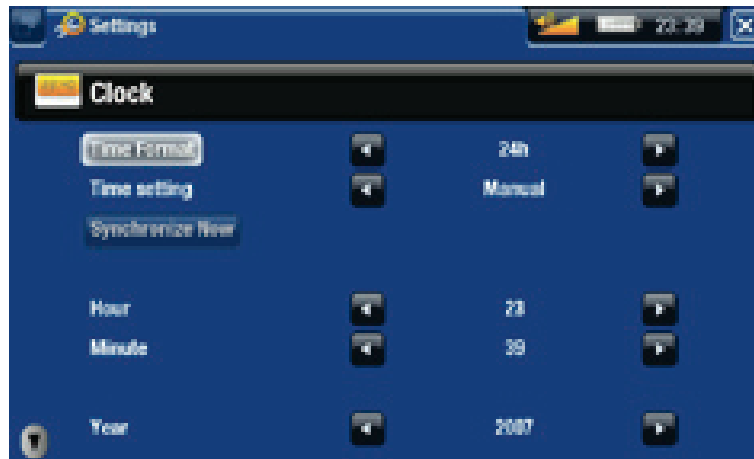 Settings 23:39
Clock
Time Format 24h
Time setting Manual
Synchronize Now
Hour 23
Minute 39
Year 2007